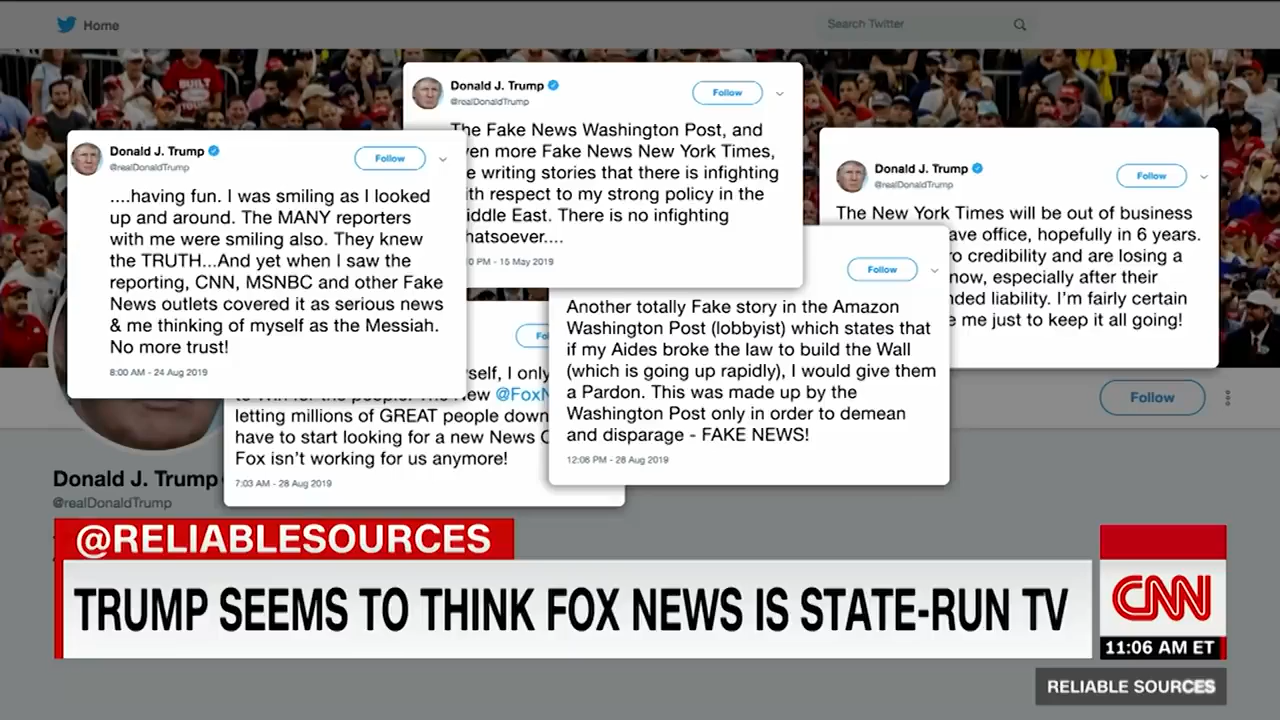 Home
Search Twitter
BUILT
Donald J. Trump
@realDonaldTrump
Follow
The Fake News Washington Post, and
more Fake News New York Times,
writing stories that there is infighting
respect to my strong policy in the
East. There is no infighting
PM - 15 May 2019
Donald J. Trump
@realDonaldTrump
Follow
....having fun. I was smiling as I looked
up and around. The MANY reporters
with me were smiling also. They knew
the TRUTH...And yet when I saw the
reporting, CNN, MSNBC and other Fake
News outlets covered it as serious news
& me thinking of myself as the Messiah.
No more trust!
8:00 AM - 24 Aug 2019
Donald J. Trump
@realDonaldTrump
Follow
The New York Times will be out of business
office, hopefully in 6 years.
credibility and are losing a
now, especially after their
liability. I'm fairly certain
me just to keep it all going!
Follow
Another totally Fake story in the Amazon
Washington Post (lobbyist) which states that
if my Aides broke the law to build the Wall
(which is going up rapidly), I would give them
a Pardon. This was made up by the
Washington Post only in order to demean
and disparage - FAKE NEWS!
12:06 PM - 28 Aug 2019
I only
to win for the people. The New
letting millions of GREAT people down
have to start looking for a new News
Fox isn't working for us anymore!
7:03 AM - 28 Aug 2019
Follow
Donald J. Trump
@realDonaldTrump
@RELIABLESOURCES
TRUMP SEEMS TO THINK FOX NEWS IS STATE-RUN TV
CNN
11:06 AM ET
RELIABLE SOURCES